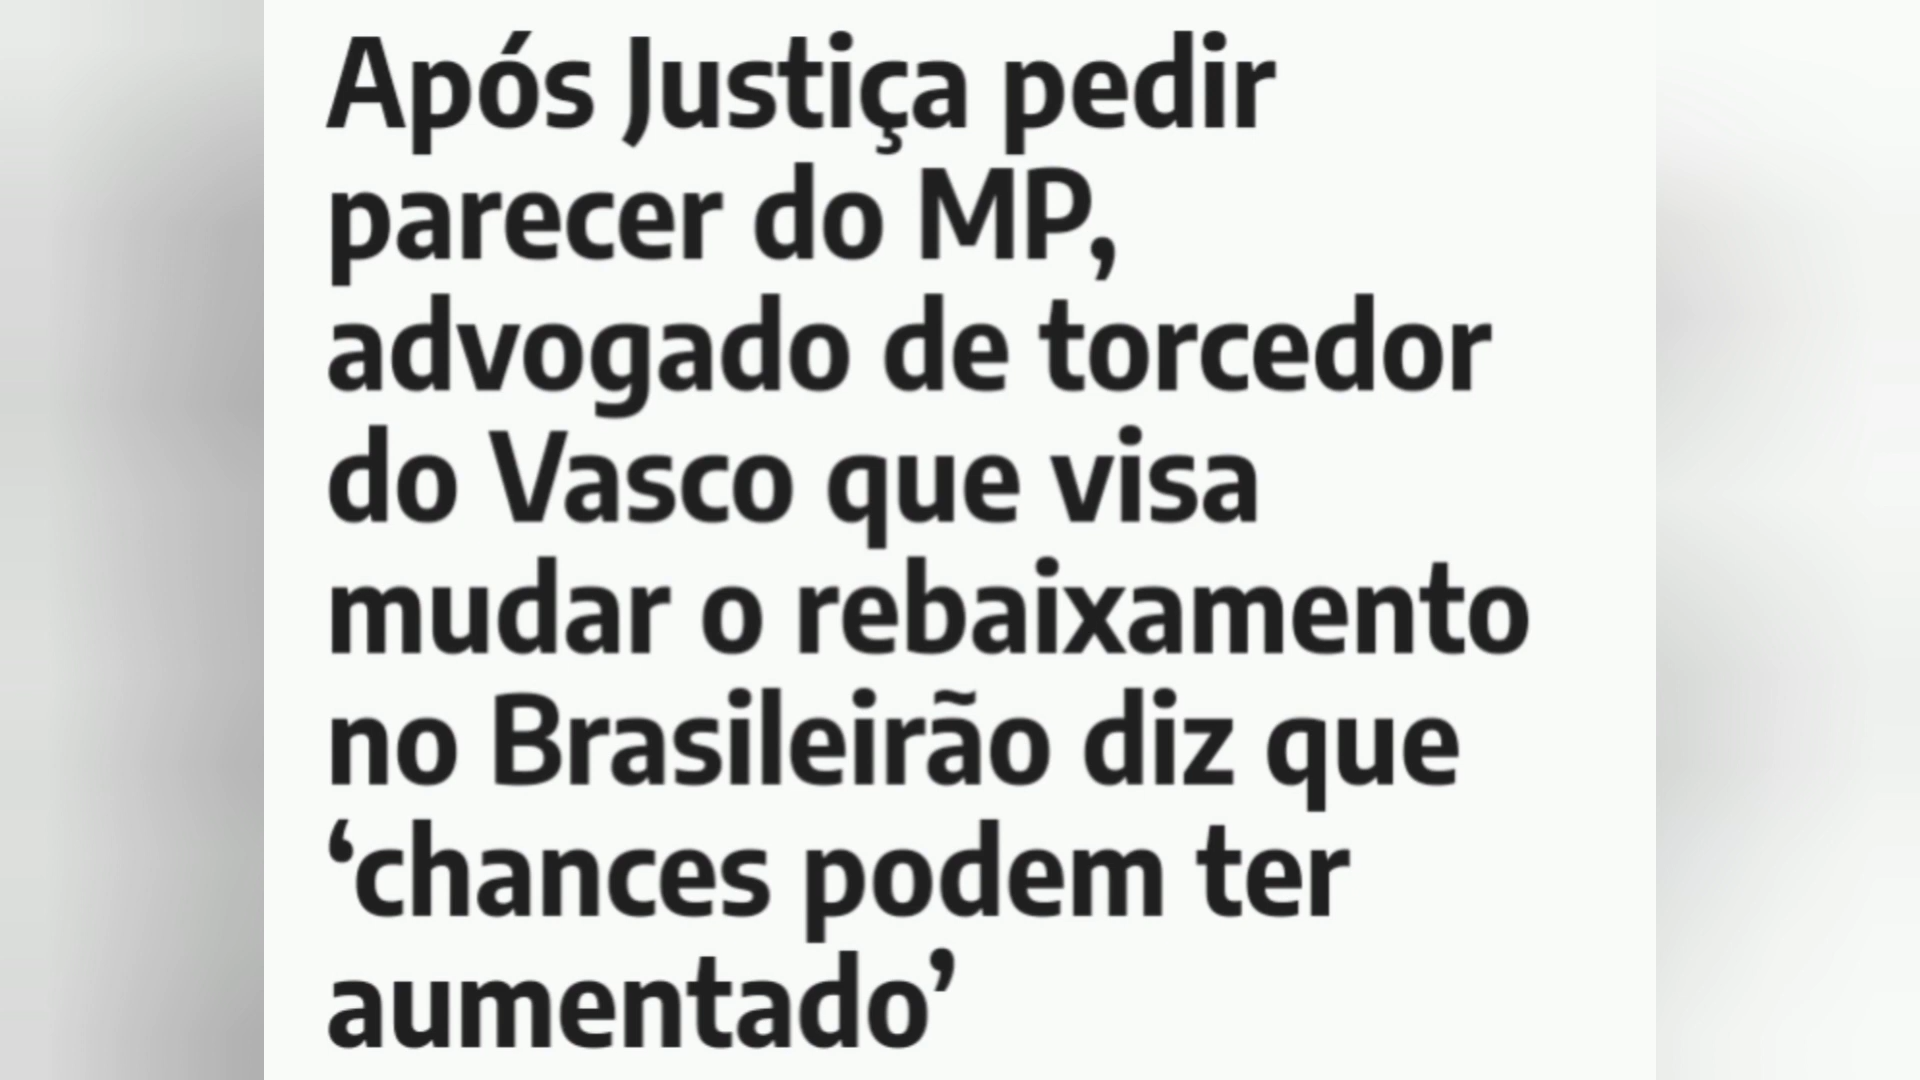 Após Justiça pedir
parecer do MP,
advogado de torcedor
do Vasco que visa
mudar o rebaixamento
no Brasileirão diz que
‘chances podem ter
aumentado’